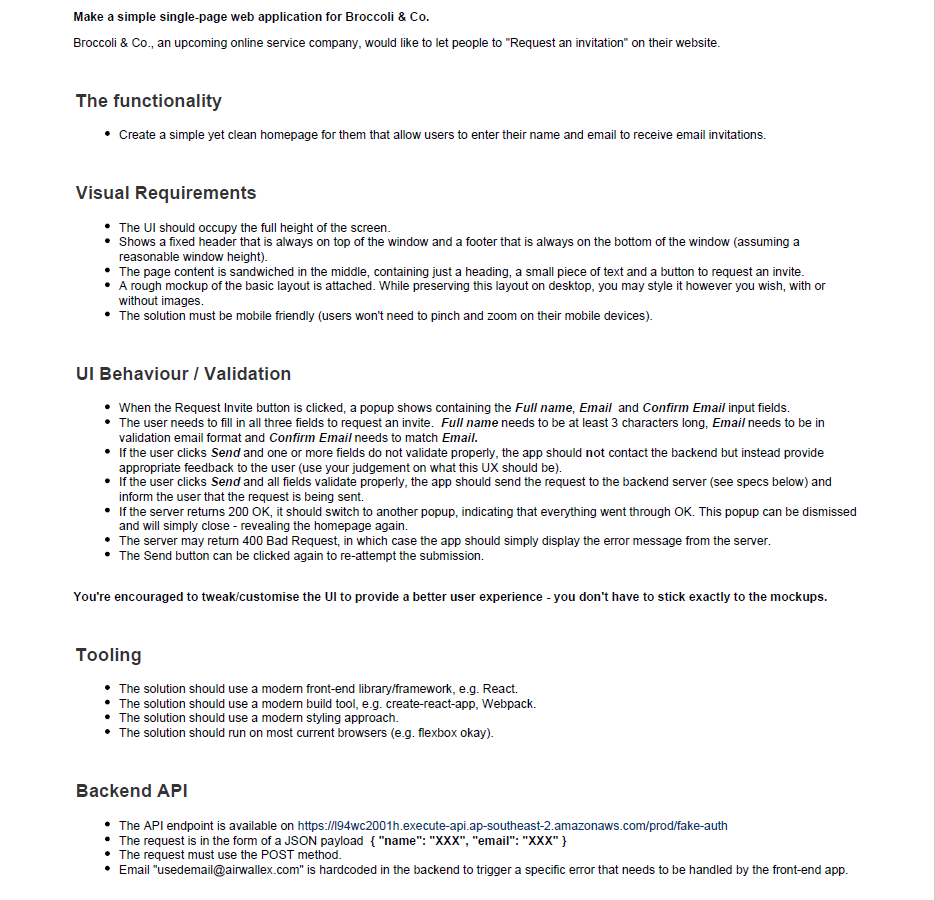 Make a simple single-page web application for Broccoli & Co.
Broccoli & Co., an upcoming online service company, would like to let people to "Request an invitation" on their website.
The functionality
• Create a simple yet clean homepage for them that allow users to enter their name and email to receive email invitations.
Visual Requirements
• The UI should occupy the full height of the screen.
• Shows a fixed header that is always on top of the window and a footer that is always on the bottom of the window (assuming a
reasonable window height).
• The page content is sandwiched in the middle, containing just a heading, a small piece of text and a button to request an invite.
• A rough mockup of the basic layout is attached. While preserving this layout on desktop, you may style it however you wish, with or
without images.
• The solution must be mobile friendly (users won't need to pinch and zoom on their mobile devices).
UI Behaviour / Validation
• When the Request Invite button is clicked, a popup shows containing the Full name, Email and Confirm Email input fields.
• The user needs to fill in all three fields to request an invite. Full name needs to be at least 3 characters long, Email needs to be in
validation email format and Confirm Email needs to match Email.
• If the user clicks Send and one or more fields do not validate properly, the app should not contact the backend but instead provide
appropriate feedback to the user (use your judgement on what this UX should be).
• If the user clicks Send and all fields validate properly, the app should send the request to the backend server (see specs below) and
inform the user that the request is being sent.
• If the server returns 200 OK, it should switch to another popup, indicating that everything went through OK. This popup can be dismissed
and will simply close - revealing the homepage again.
• The server may return 400 Bad Request, in which case the app should simply display the error message from the server.
• The Send button can be clicked again to re-attempt the submission.
You're encouraged to tweak/customise the UI to provide a better user experience - you don't have to stick exactly to the mockups.
Tooling
• The solution should use a modern front-end library/framework, e.g. React.
• The solution should use a modern build tool, e.g. create-react-app, Webpack.
• The solution should use a modern styling approach.
• The solution should run on most current browsers (e.g. flexbox okay).
Backend API
• The API endpoint is available on https://l94wc2001h.execute-api.ap-southeast-2.amazonaws.com/prod/fake-auth
• The request is in the form of a JSON payload { "name": "XXX", "email": "XXX" }
• The request must use the POST method.
• Email "usedemail@airwallex.com" is hardcoded in the backend to trigger a specific error that needs to be handled by the front-end app.